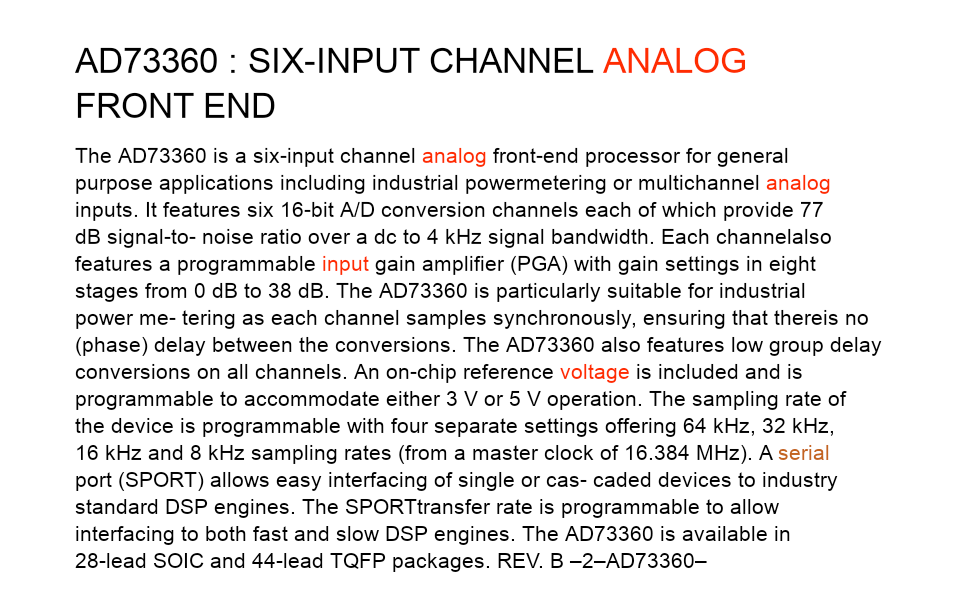 AD73360 : SIX-INPUT CHANNEL ANALOG
FRONT END
The AD73360 is a six-input channel analog front-end processor for general
purpose applications including industrial powermetering or multichannel analog
inputs. It features six 16-bit A/D conversion channels each of which provide 77
dB signal-to- noise ratio over a dc to 4 kHz signal bandwidth. Each channelalso
features a programmable input gain amplifier (PGA) with gain settings in eight
stages from 0 dB to 38 dB. The AD73360 is particularly suitable for industrial
power me- tering as each channel samples synchronously, ensuring that thereis no
(phase) delay between the conversions. The AD73360 also features low group delay
conversions on all channels. An on-chip reference voltage is included and is
programmable to accommodate either 3 V or 5 V operation. The sampling rate of
the device is programmable with four separate settings offering 64 kHz, 32 kHz,
16 kHz and 8 kHz sampling rates (from a master clock of 16.384 MHz). A serial
port (SPORT) allows easy interfacing of single or cas- caded devices to industry
standard DSP engines. The SPORTtransfer rate is programmable to allow
interfacing to both fast and slow DSP engines. The AD73360 is available in
28-lead SOIC and 44-lead TQFP packages. REV. B –2–AD73360–